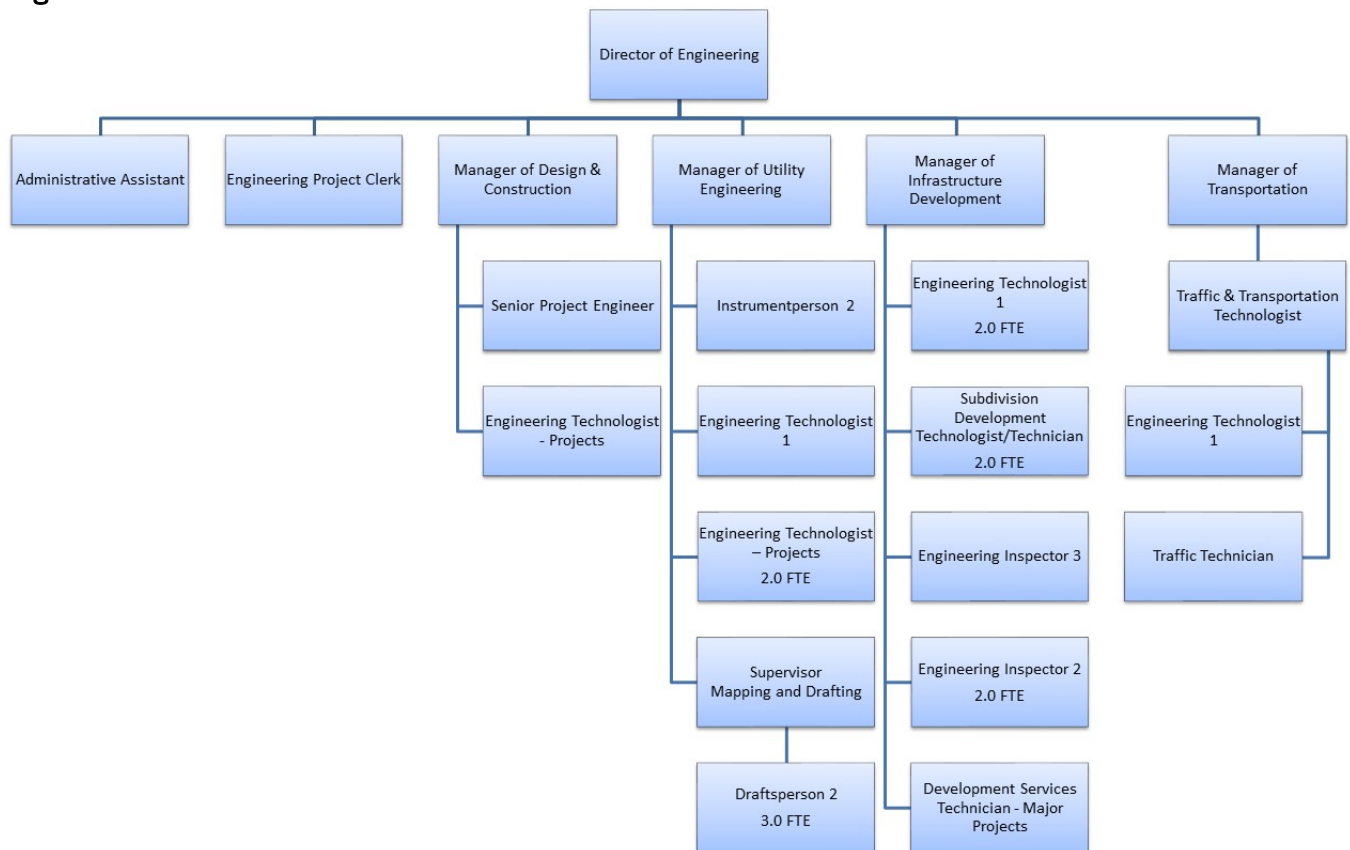 Director of Engineering
Administrative Assistant
Engineering Project Clerk
Manager of Design &
Construction
Manager of Utility
Engineering
Manager of
Infrastructure
Development
Manager of
Transportation
Senior Project Engineer
Engineering Technologist
- Projects
Instrumentperson 2
Engineering Technologist
1
Engineering Technologist
– Projects
2.0 FTE
Supervisor
Mapping and Drafting
Draftsperson 2
3.0 FTE
Engineering Technologist
1
2.0 FTE
Subdivision
Development
Technologist/Technician
2.0 FTE
Engineering Inspector 3
Engineering Inspector 2
2.0 FTE
Development Services
Technician - Major
Projects
Traffic & Transportation
Technologist
Engineering Technologist
1
Traffic Technician